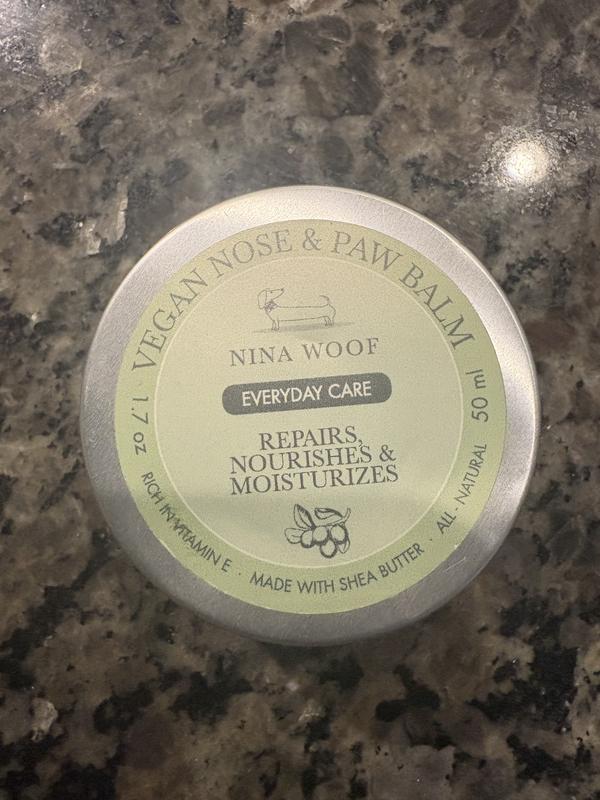 VEGAN NOSE & PAW BALM
NINA WOOF
EVERYDAY CARE
REPAIRS,
NOURISHES &
MOISTURIZES
1.7 oz · RICH IN VITAMIN E · MADE WITH SHEA BUTTER · ALL - NATURAL 50 ml